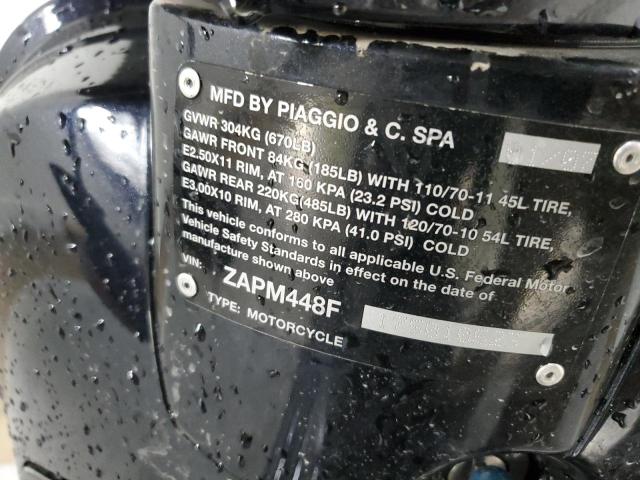 MFD BY PIAGGIO & C. SPA
GVWR 304KG (670LB)
GAWR FRONT 84KG (185LB) WITH 110/70-11 45L TIRE,
E2.50X11 RIM, AT 160 KPA (23.2 PSI) COLD
GAWR REAR 220KG(485LB) WITH 120/70-10 54L TIRE,
E3.00X10 RIM, AT 280 KPA (41.0 PSI) COLD
This vehicle conforms to all applicable U.S. Federal Motor
Vehicle Safety Standards in effect on the date of
manufacture shown above
VIN: ZAPM448F
TYPE: MOTORCYCLE